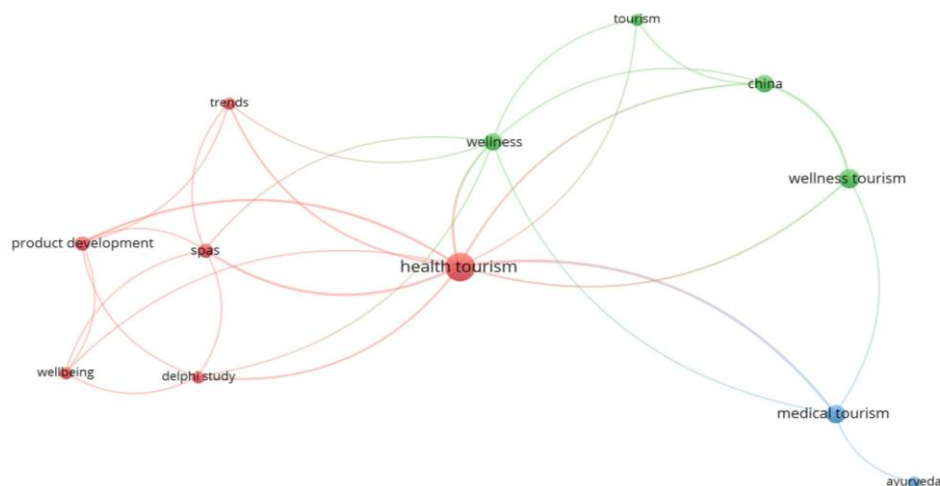 tourism
china
trends
wellness
wellness tourism
product development
spas
health tourism
wellbeing
delphi study
medical tourism
ayurveda